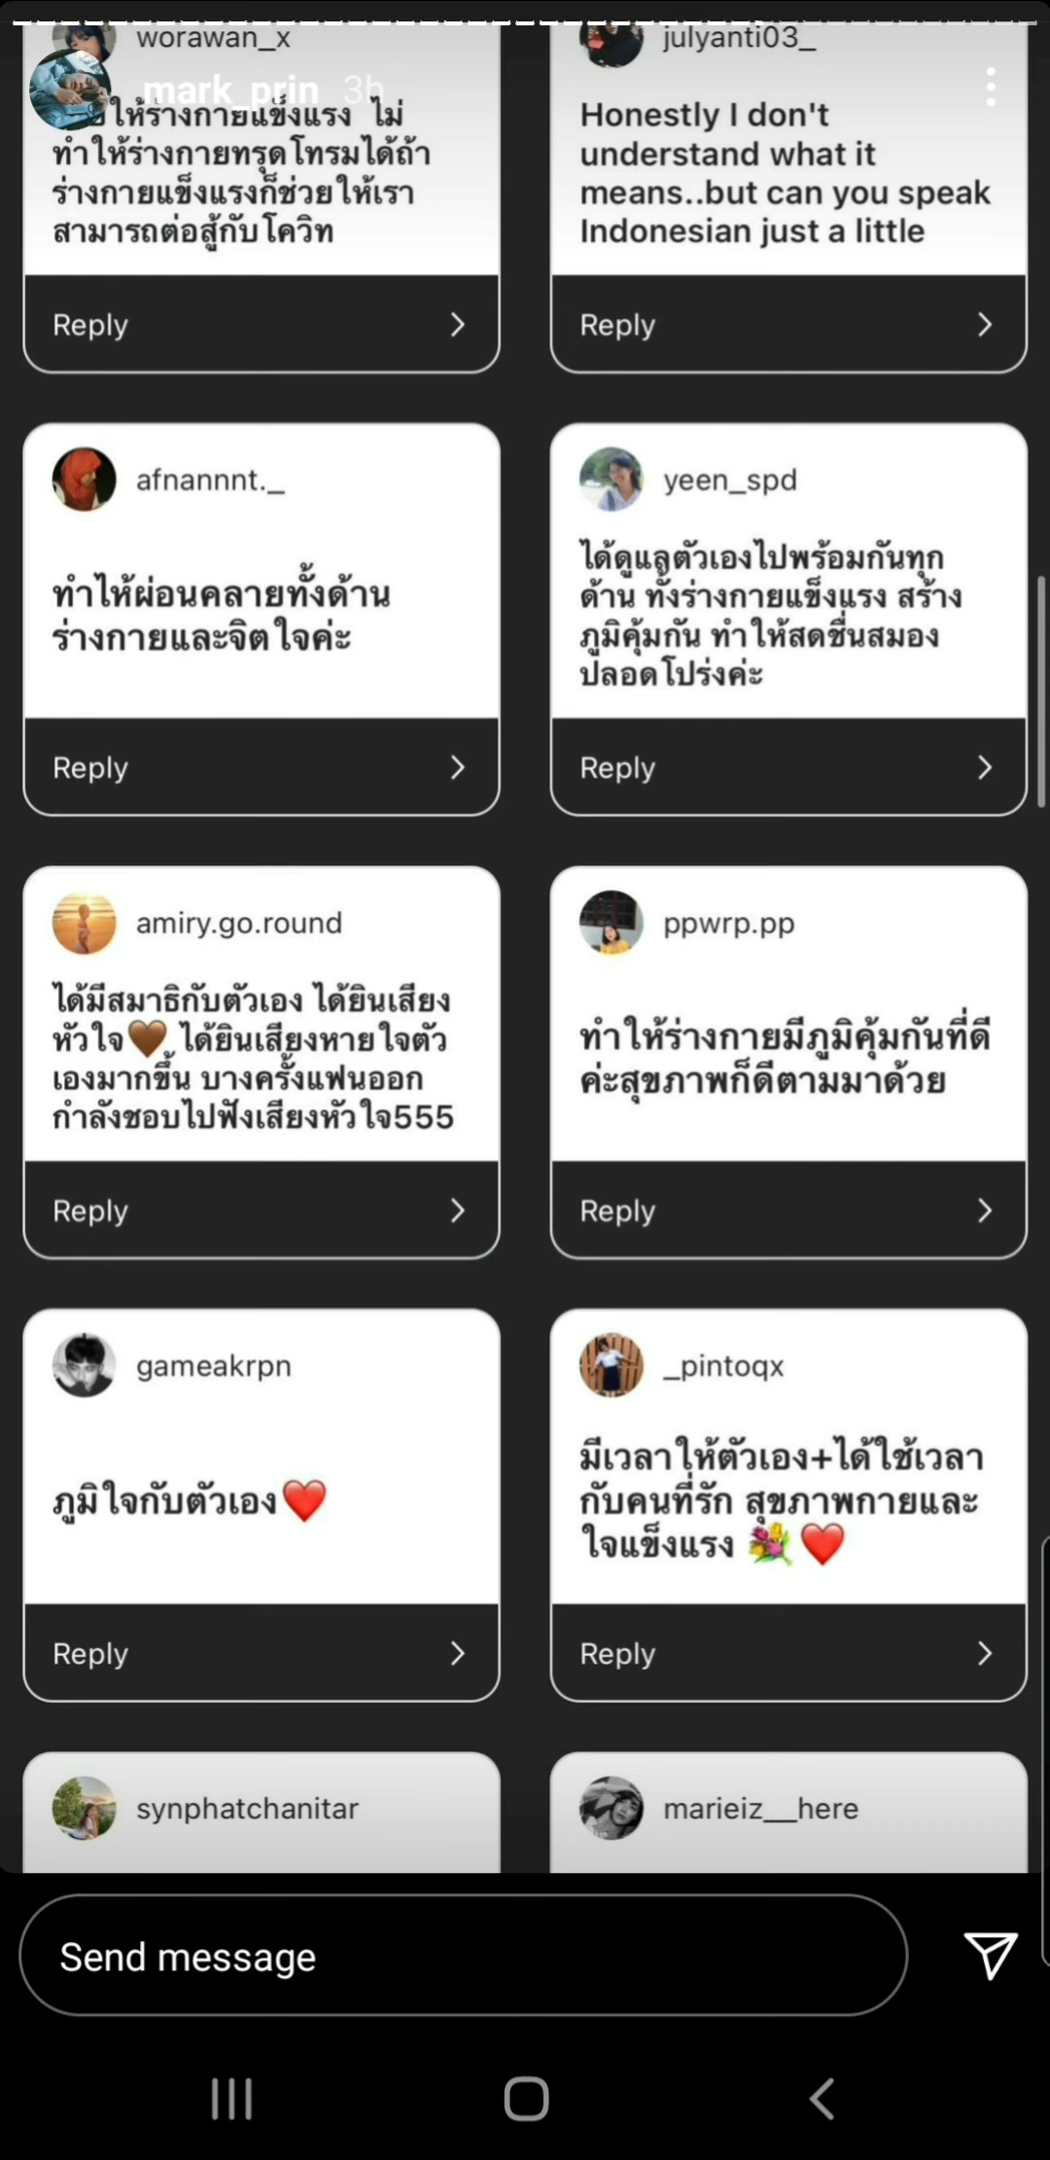 worawan_x
julyanti03_
mark_prin 3h
ให้ร่างกายแข็งแรง ไม่
ทำให้ร่างกายทรุดโทรมได้ถ้า
ร่างกายแข็งแรงก็ช่วยให้เรา
สามารถต่อสู้กับโควิท
Honestly I don't
understand what it
means..but can you speak
Indonesian just a little
Reply
Reply
afnannnt._
ทำไห้ผ่อนคลายทั้งด้าน
ร่างกายและจิตใจค่ะ
yeen_spd
ได้ดูแลตัวเองไปพร้อมกันทุก
ด้าน ทั้งร่างกายแข็งแรง สร้าง
ภูมิคุ้มกัน ทำให้สดชื่นสมอง
ปลอดโปร่งค่ะ
Reply
Reply
amiry.go.round
ได้มีสมาธิกับตัวเอง ได้ยินเสียง
หัวใจ🤎 ได้ยินเสียงหายใจตัว
เองมากขึ้น บางครั้งแฟนออก
กำลังชอบไปฟังเสียงหัวใจ555
ppwrp.pp
ทำให้ร่างกายมีภูมิคุ้มกันที่ดี
ค่ะสุขภาพก็ดีตามมาด้วย
Reply
Reply
gameakrpn
ภูมิใจกับตัวเอง❤️
_pintoqx
มีเวลาให้ตัวเอง+ได้ใช้เวลา
กับคนที่รัก สุขภาพกายและ
ใจแข็งแรง 💐❤️
Reply
Reply
synphatchanitar
marieiz__here
Send message